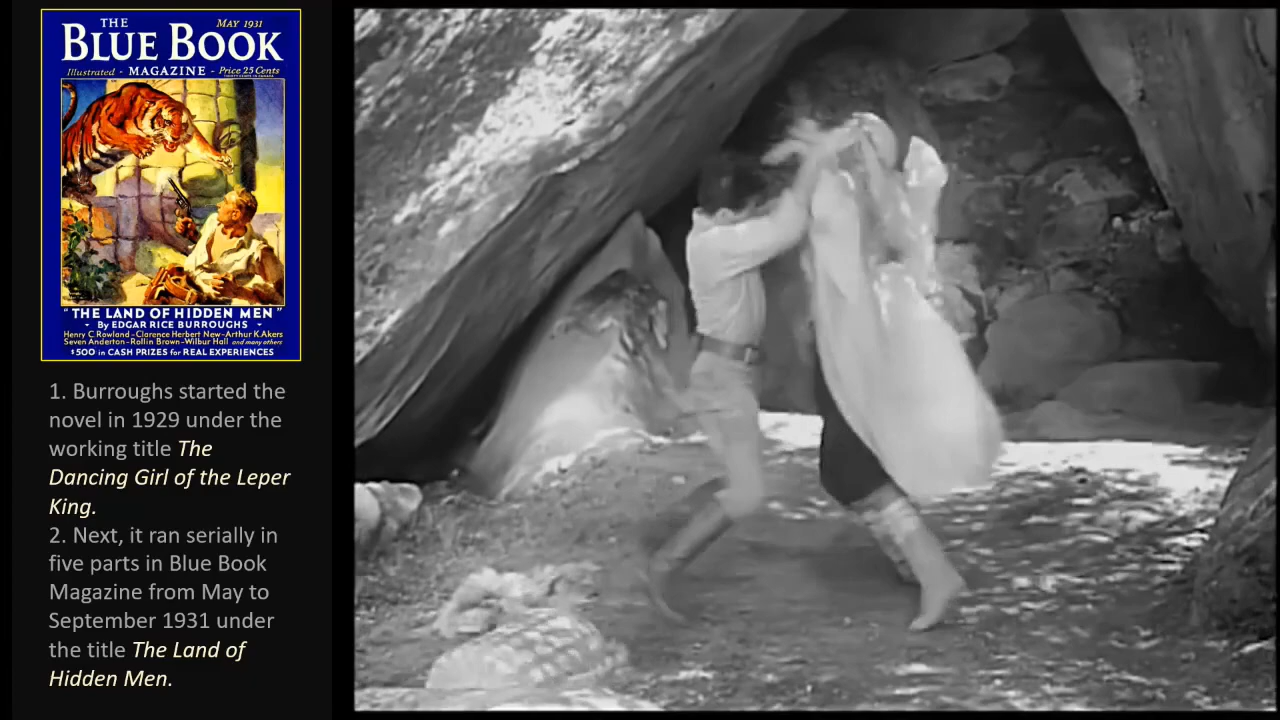 THE
MAY 1931
BLUE BOOK
Illustrated - MAGAZINE - Price 25 Cents
"THE LAND OF HIDDEN MEN"
By EDGAR RICE BURROUGHS
Henry C Rowland - Clarence Herbert New - Arthur K Akers
Seven Anderton - Rollin Brown - Wilbur Hall and many others
$500 in CASH PRIZES for REAL EXPERIENCES
1. Burroughs started the
novel in 1929 under the
working title The
Dancing Girl of the Leper
King.
2. Next, it ran serially in
five parts in Blue Book
Magazine from May to
September 1931 under
the title The Land of
Hidden Men.